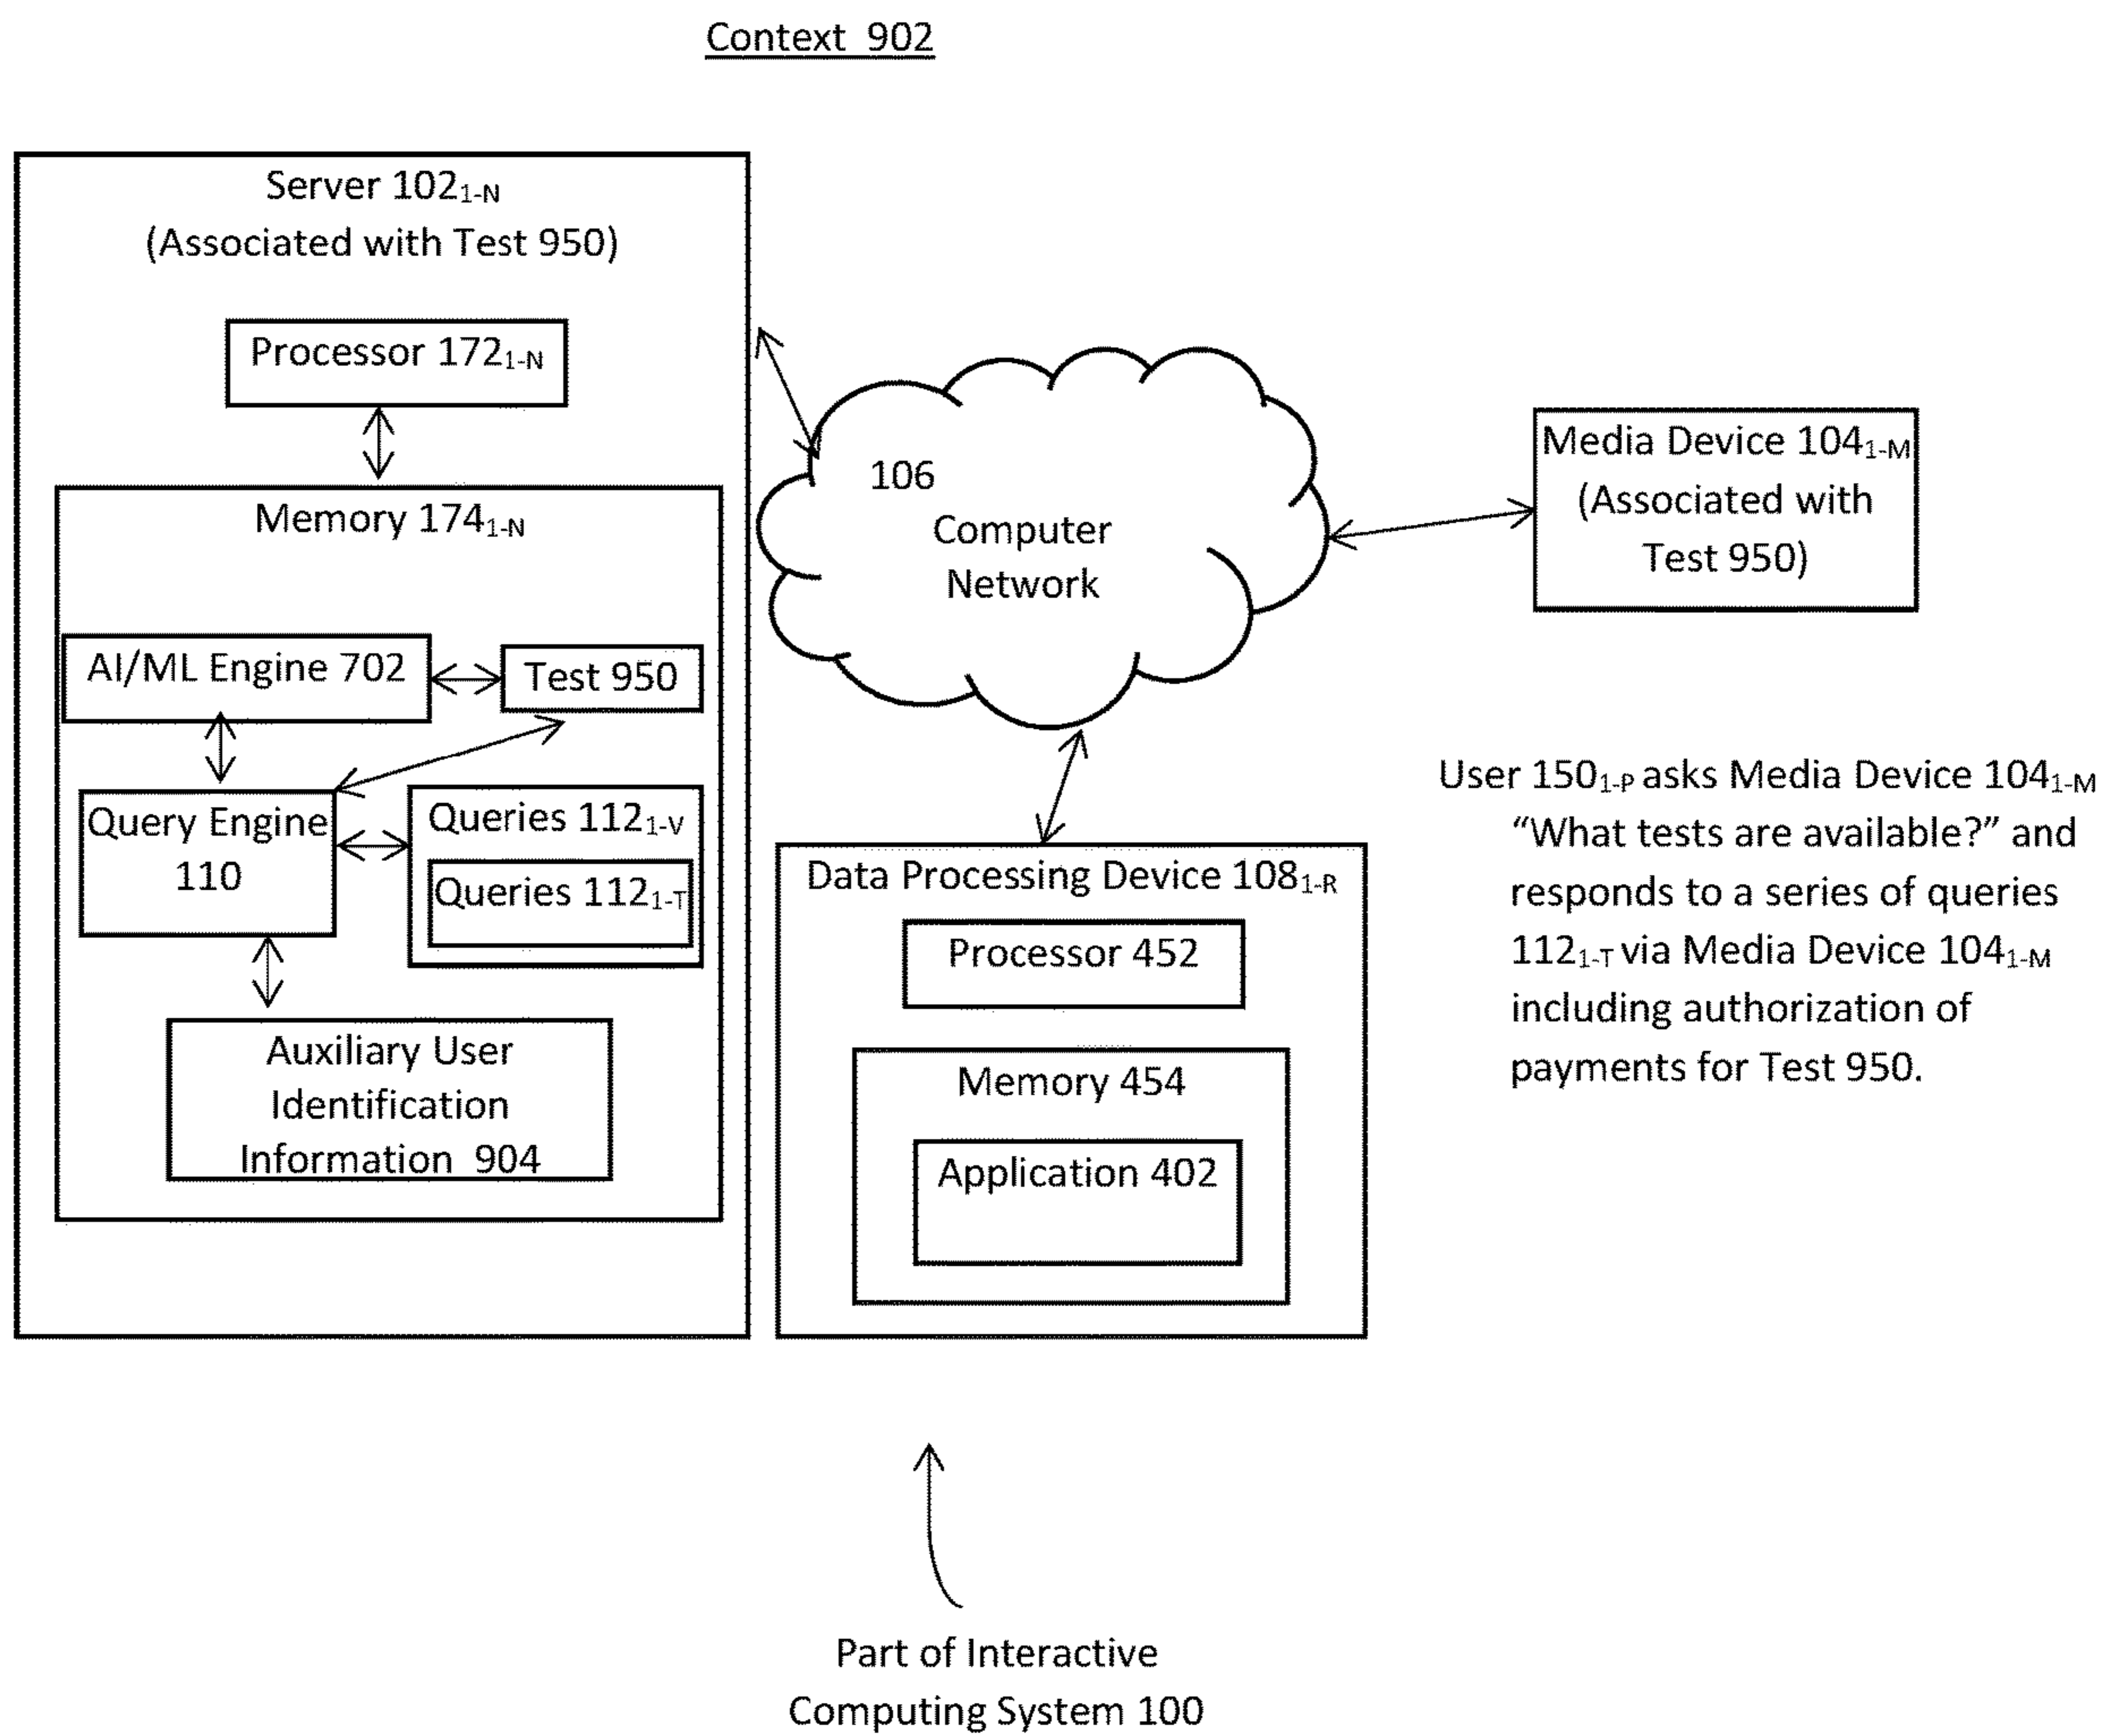 Context 902
Server 102₁₋N
(Associated with Test 950)
Processor 172₁₋N
Memory 174₁₋N
AI/ML Engine 702
Test 950
Query Engine
110
Queries 112₁₋V
Queries 112₁₋T
Auxiliary User
Identification
Information 904
106
Computer
Network
Media Device 104₁₋M
(Associated with
Test 950)
Data Processing Device 108₁₋R
Processor 452
Memory 454
Application 402
User 150₁₋P asks Media Device 104₁₋M
“What tests are available?” and
responds to a series of queries
112₁₋T via Media Device 104₁₋M
including authorization of
payments for Test 950.
Part of Interactive
Computing System 100